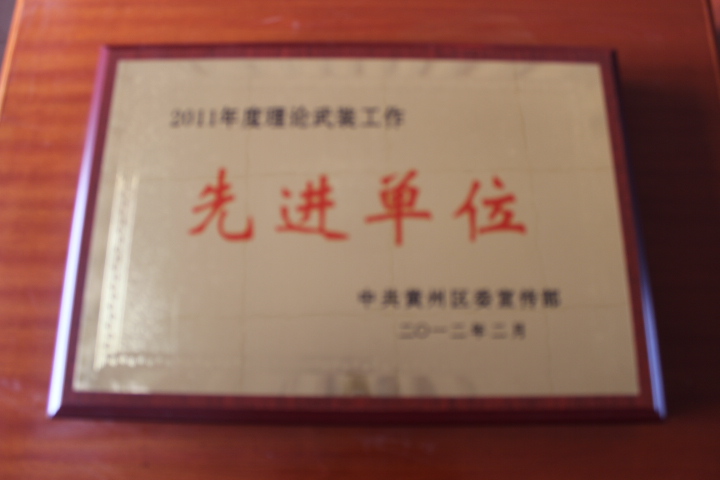 2011年度理论武装工作
先进单位
中共黄州区委宣传部
二〇一二年二月